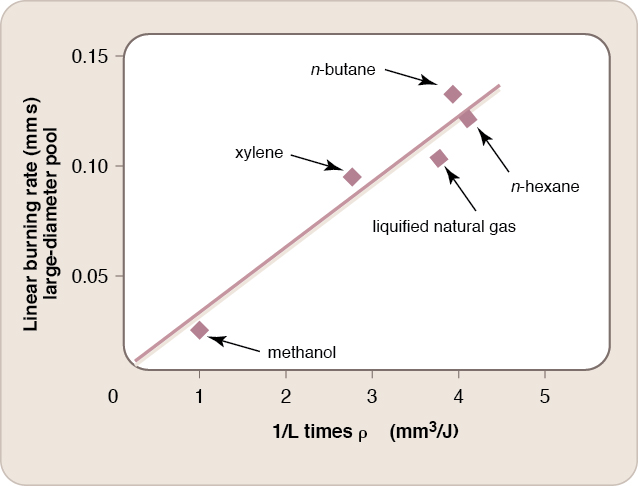 0.15
n-butane
xylene
0.10
n-hexane
liquified natural gas
0.05
methanol
0 1 2 3 4 5
1/L times ρ (mm³/J)
Linear burning rate (mm s)
large-diameter pool